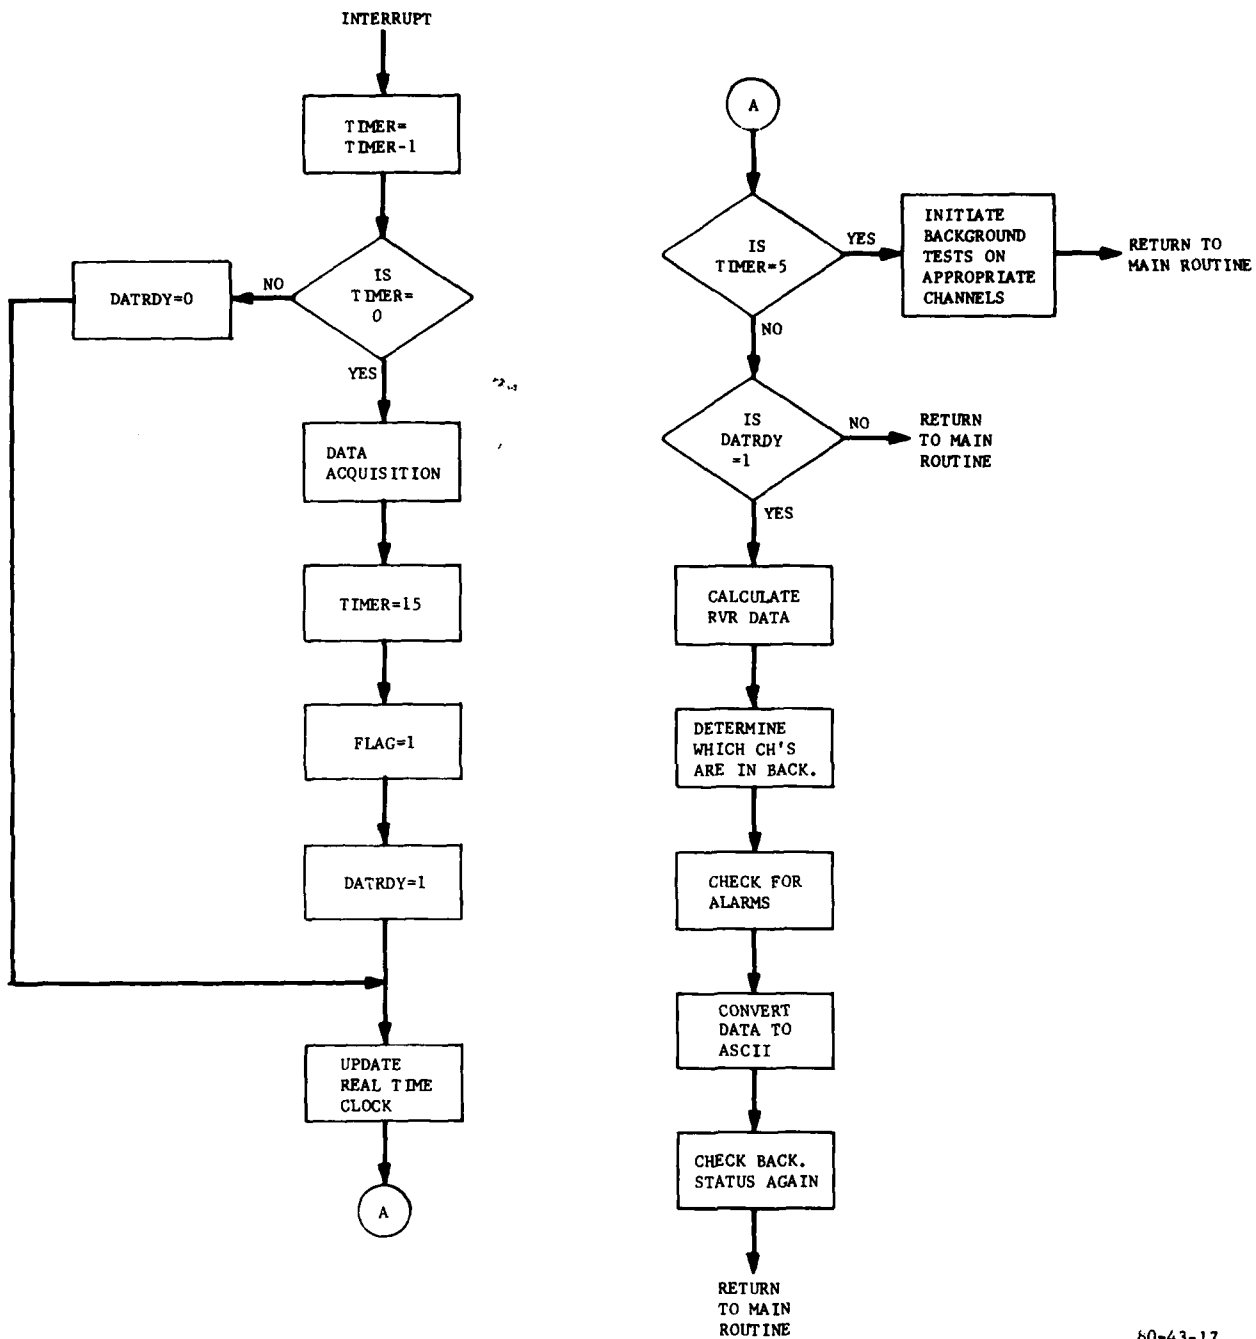 INTERRUPT
TIMER=
TIMER-1
IS
TIMER=
0
NO
DATRDY=0
YES
DATA
ACQUISITION
TIMER=15
FLAG=1
DATRDY=1
UPDATE
REAL TIME
CLOCK
A
A
IS
TIMER=5
YES
INITIATE
BACKGROUND
TESTS ON
APPROPRIATE
CHANNELS
RETURN TO
MAIN ROUTINE
NO
IS
DATRDY
=1
NO
RETURN
TO MAIN
ROUTINE
YES
CALCULATE
RVR DATA
DETERMINE
WHICH CH'S
ARE IN BACK.
CHECK FOR
ALARMS
CONVERT
DATA TO
ASCII
CHECK BACK.
STATUS AGAIN
RETURN
TO MAIN
ROUTINE
80-43-17